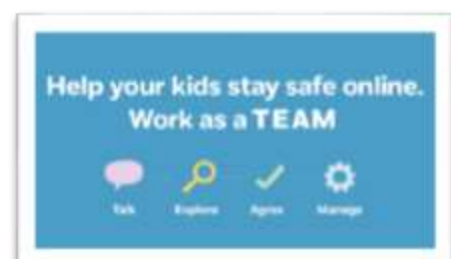 Help your kids stay safe online.
Work as a TEAM
Talk Explore Agree Manage